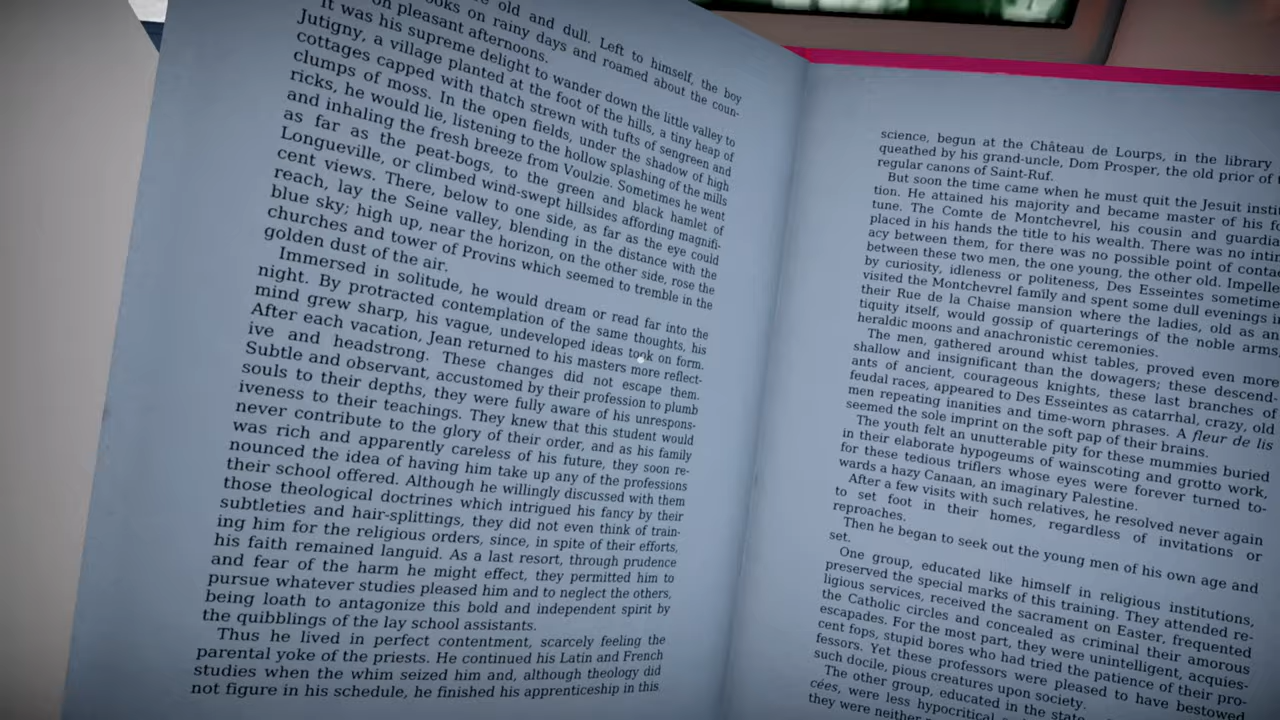 old and dull. Left to himself, the boy
ooks on rainy days and roamed about the coun-
on pleasant afternoons.
It was his supreme delight to wander down the little valley to
Jutigny, a village planted at the foot of the hills, a tiny heap of
cottages capped with thatch strewn with tufts of sengreen and
clumps of moss. In the open fields, under the shadow of high
ricks, he would lie, listening to the hollow splashing of the mills
and inhaling the fresh breeze from Voulzie. Sometimes he went
as far as the peat-bogs, to the green and black hamlet of
Longueville, or climbed wind-swept hillsides affording magnifi-
cent views. There, below to one side, as far as the eye could
reach, lay the Seine valley, blending in the distance with the
blue sky; high up, near the horizon, on the other side, rose the
churches and tower of Provins which seemed to tremble in the
golden dust of the air.
Immersed in solitude, he would dream or read far into the
night. By protracted contemplation of the same thoughts, his
mind grew sharp, his vague, undeveloped ideas took on form.
After each vacation, Jean returned to his masters more reflect-
ive and headstrong. These changes did not escape them.
Subtle and observant, accustomed by their profession to plumb
souls to their depths, they were fully aware of his unrespons-
iveness to their teachings. They knew that this student would
never contribute to the glory of their order, and as his family
was rich and apparently careless of his future, they soon re-
nounced the idea of having him take up any of the professions
their school offered. Although he willingly discussed with them
those theological doctrines which intrigued his fancy by their
subtleties and hair-splittings, they did not even think of train-
ing him for the religious orders, since, in spite of their efforts,
his faith remained languid. As a last resort, through prudence
and fear of the harm he might effect, they permitted him to
pursue whatever studies pleased him and to neglect the others,
being loath to antagonize this bold and independent spirit by
the quibblings of the lay school assistants.
Thus he lived in perfect contentment, scarcely feeling the
parental yoke of the priests. He continued his Latin and French
studies when the whim seized him and, although theology did
not figure in his schedule, he finished his apprenticeship in this
science, begun at the Château de Lourps, in the library
queathed by his grand-uncle, Dom Prosper, the old prior of
regular canons of Saint-Ruf.
But soon the time came when he must quit the Jesuit insti
tion. He attained his majority and became master of his fo
tune. The Comte de Montchevrel, his cousin and guardia
placed in his hands the title to his wealth. There was no intim
acy between them, for there was no possible point of contac
between these two men, the one young, the other old. Impelle
by curiosity, idleness or politeness, Des Esseintes sometime
visited the Montchevrel family and spent some dull evenings in
their Rue de la Chaise mansion where the ladies, old as an
tiquity itself, would gossip of quarterings of the noble arms,
heraldic moons and anachronistic ceremonies.
The men, gathered around whist tables, proved even more
shallow and insignificant than the dowagers; these descend-
ants of ancient, courageous knights, these last branches of
feudal races, appeared to Des Esseintes as catarrhal, crazy, old
men repeating inanities and time-worn phrases. A fleur de lis
seemed the sole imprint on the soft pap of their brains.
The youth felt an unutterable pity for these mummies buried
in their elaborate hypogeums of wainscoting and grotto work,
for these tedious triflers whose eyes were forever turned to-
wards a hazy Canaan, an imaginary Palestine.
After a few visits with such relatives, he resolved never again
to set foot in their homes, regardless of invitations or
reproaches.
Then he began to seek out the young men of his own age and
set.
One group, educated like himself in religious institutions,
preserved the special marks of this training. They attended re-
ligious services, received the sacrament on Easter, frequented
the Catholic circles and concealed as criminal their amorous
escapades. For the most part, they were unintelligent, acquies-
cent fops, stupid bores who had tried the patience of their pro-
fessors. Yet these professors were pleased to have bestowed
such docile, pious creatures upon society.
The other group, educated in the state
cées, were less hypocritical
they were neither